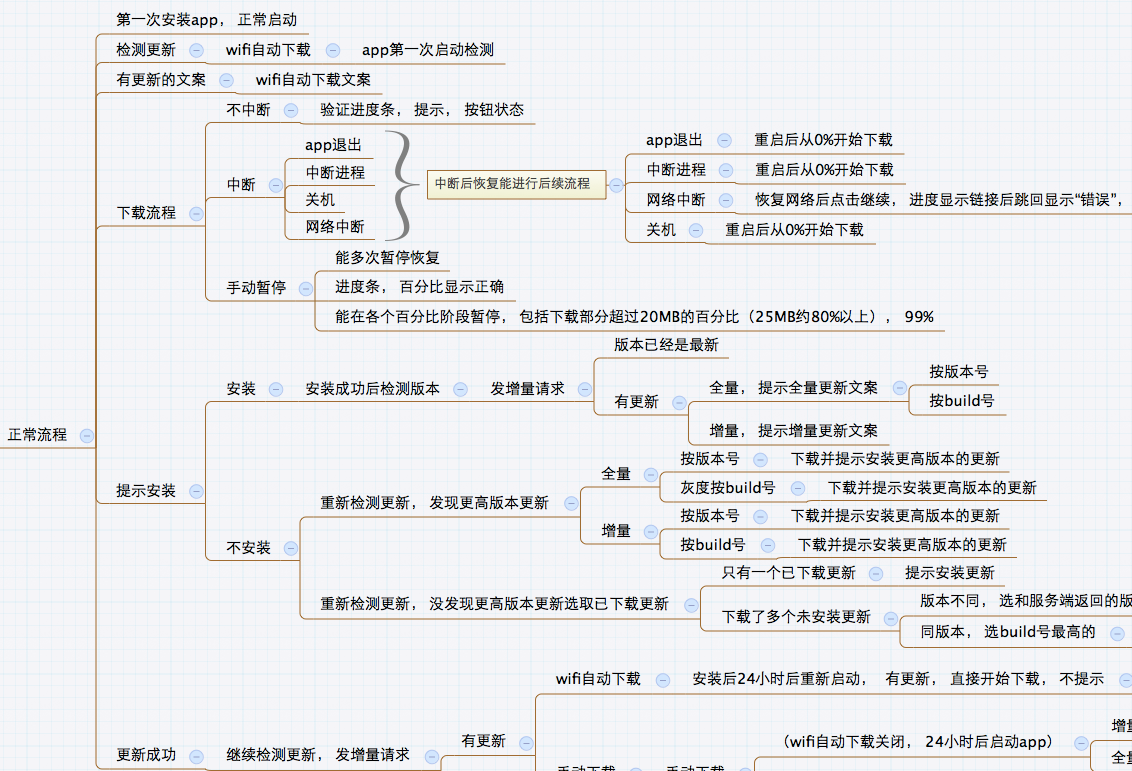 第一次安装app，正常启动
检测更新 wifi自动下载 app第一次启动检测
有更新的文案 wifi自动下载文案
不中断 验证进度条，提示，按钮状态
app退出
中断进程
中断
关机
网络中断
中断后恢复能进行后续流程
app退出 重启后从0%开始下载
中断进程 重启后从0%开始下载
网络中断 恢复网络后点击继续，进度显示链接后跳回显示“错误”，
关机 重启后从0%开始下载
下载流程
能多次暂停恢复
手动暂停 进度条，百分比显示正确
能在各个百分比阶段暂停，包括下载部分超过20MB的百分比（25MB约80%以上），99%
版本已经是最新
安装 安装成功后检测版本 发增量请求
有更新
全量，提示全量更新文案
按版本号
按build号
增量，提示增量更新文案
正常流程
提示安装
全量
按版本号 下载并提示安装更高版本的更新
灰度按build号 下载并提示安装更高版本的更新
重新检测更新，发现更高版本更新
增量
按版本号 下载并提示安装更高版本的更新
按build号 下载并提示安装更高版本的更新
不安装
只有一个已下载更新 提示安装更新
重新检测更新，没发现更高版本更新选取已下载更新
下载了多个未安装更新
版本不同，选和服务端返回的版
同版本，选build号最高的
wifi自动下载 安装后24小时后重新启动， 有更新，直接开始下载，不提示
更新成功 继续检测更新，发增量请求 有更新
（wifi自动下载关闭，24小时后启动app）
增量
全量
手动下载 手动下载